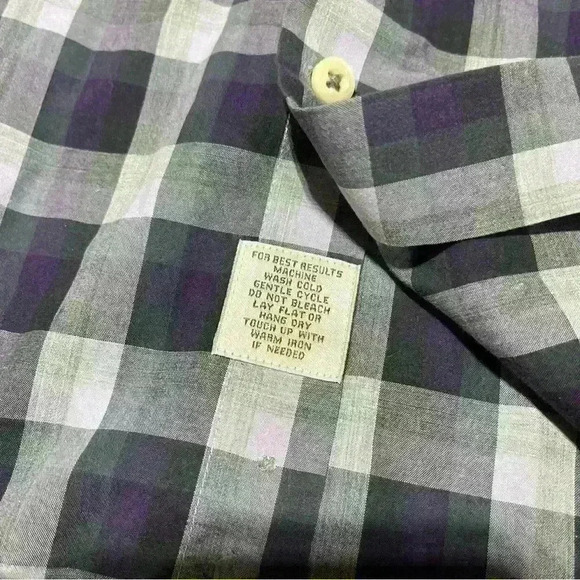 FOR BEST RESULTS
MACHINE
WASH COLD
GENTLE CYCLE
DO NOT BLEACH
LAY FLAT OR
HANG DRY
TOUCH UP WITH
WARM IRON
IF NEEDED